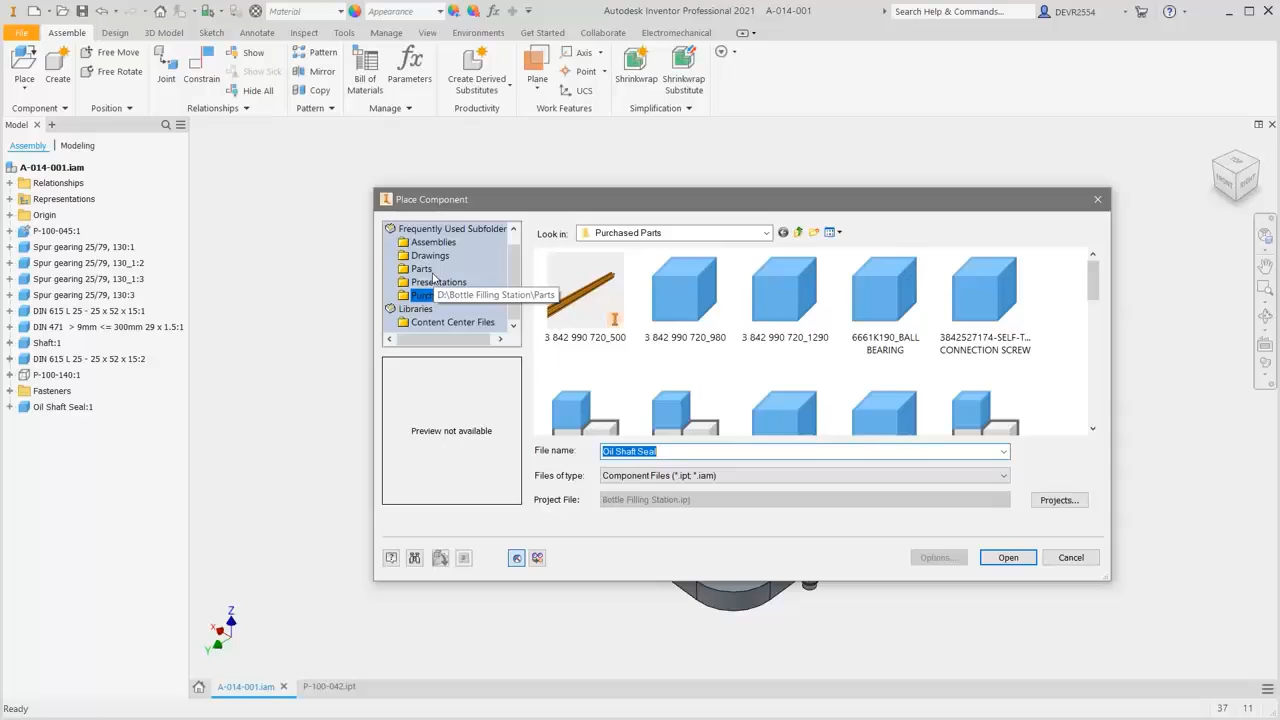 Material
Appearance
Autodesk Inventor Professional 2021 A-014-001
Search Help & Commands...
DEVR2554
File Assemble Design 3D Model Sketch Annotate Inspect Tools Manage View Environments Get Started Collaborate Electromechanical
Place
Create
Free Move
Free Rotate
Joint
Constrain
Show
Show Sick
Hide All
Pattern
Mirror
Copy
Bill of
Materials
Parameters
Create Derived
Substitutes
Plane
Axis
Point
UCS
Shrinkwrap
Shrinkwrap
Substitute
Component Position Relationships Pattern Manage Productivity Work Features Simplification
Model
Assembly Modeling
A-014-001.iam
Relationships
Representations
Origin
P-100-045:1
Spur gearing 25/79, 130:1
Spur gearing 25/79, 130_1:2
Spur gearing 25/79, 130_1:3
Spur gearing 25/79, 130:3
DIN 615 L 25 - 25 x 52 x 15:1
DIN 471 > 9mm <= 300mm 29 x 1.5:1
Shaft:1
DIN 615 L 25 - 25 x 52 x 15:2
P-100-140:1
Fasteners
Oil Shaft Seal:1
TOP
FRONT
RIGHT
Place Component
Frequently Used Subfolder
Assemblies
Drawings
Parts
Presentations
Purch
D:\Bottle Filling Station\Parts
Libraries
Content Center Files
Preview not available
Look in: Purchased Parts
3 842 990 720_500
3 842 990 720_980
3 842 990 720_1290
6661K190_BALL
BEARING
3842527174-SELF-T...
CONNECTION SCREW
File name: Oil Shaft Seal
Files of type: Component Files (*.ipt; *.iam)
Project File: Bottle Filling Station.ipj
Projects...
Options...
Open
Cancel
Z
X
Y
A-014-001.iam
P-100-042.ipt
Ready
37 11